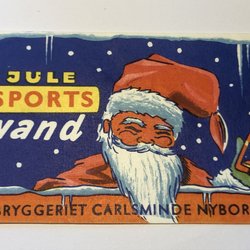 JULE
SPORTS
vand
BRYGGERIET CARLSMINDE NYBORG